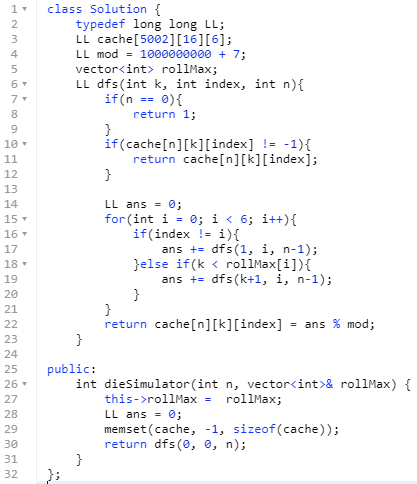 1 class Solution {
2     typedef long long LL;
3     LL cache[5002][16][6];
4     LL mod = 1000000000 + 7;
5     vector<int> rollMax;
6     LL dfs(int k, int index, int n){
7         if(n == 0){
8             return 1;
9         }
10         if(cache[n][k][index] != -1){
11             return cache[n][k][index];
12         }
13
14         LL ans = 0;
15         for(int i = 0; i < 6; i++){
16             if(index != i){
17                 ans += dfs(1, i, n-1);
18             }else if(k < rollMax[i]){
19                 ans += dfs(k+1, i, n-1);
20             }
21         }
22         return cache[n][k][index] = ans % mod;
23     }
24
25 public:
26     int dieSimulator(int n, vector<int>& rollMax) {
27         this->rollMax =  rollMax;
28         LL ans = 0;
29         memset(cache, -1, sizeof(cache));
30         return dfs(0, 0, n);
31     }
32 };